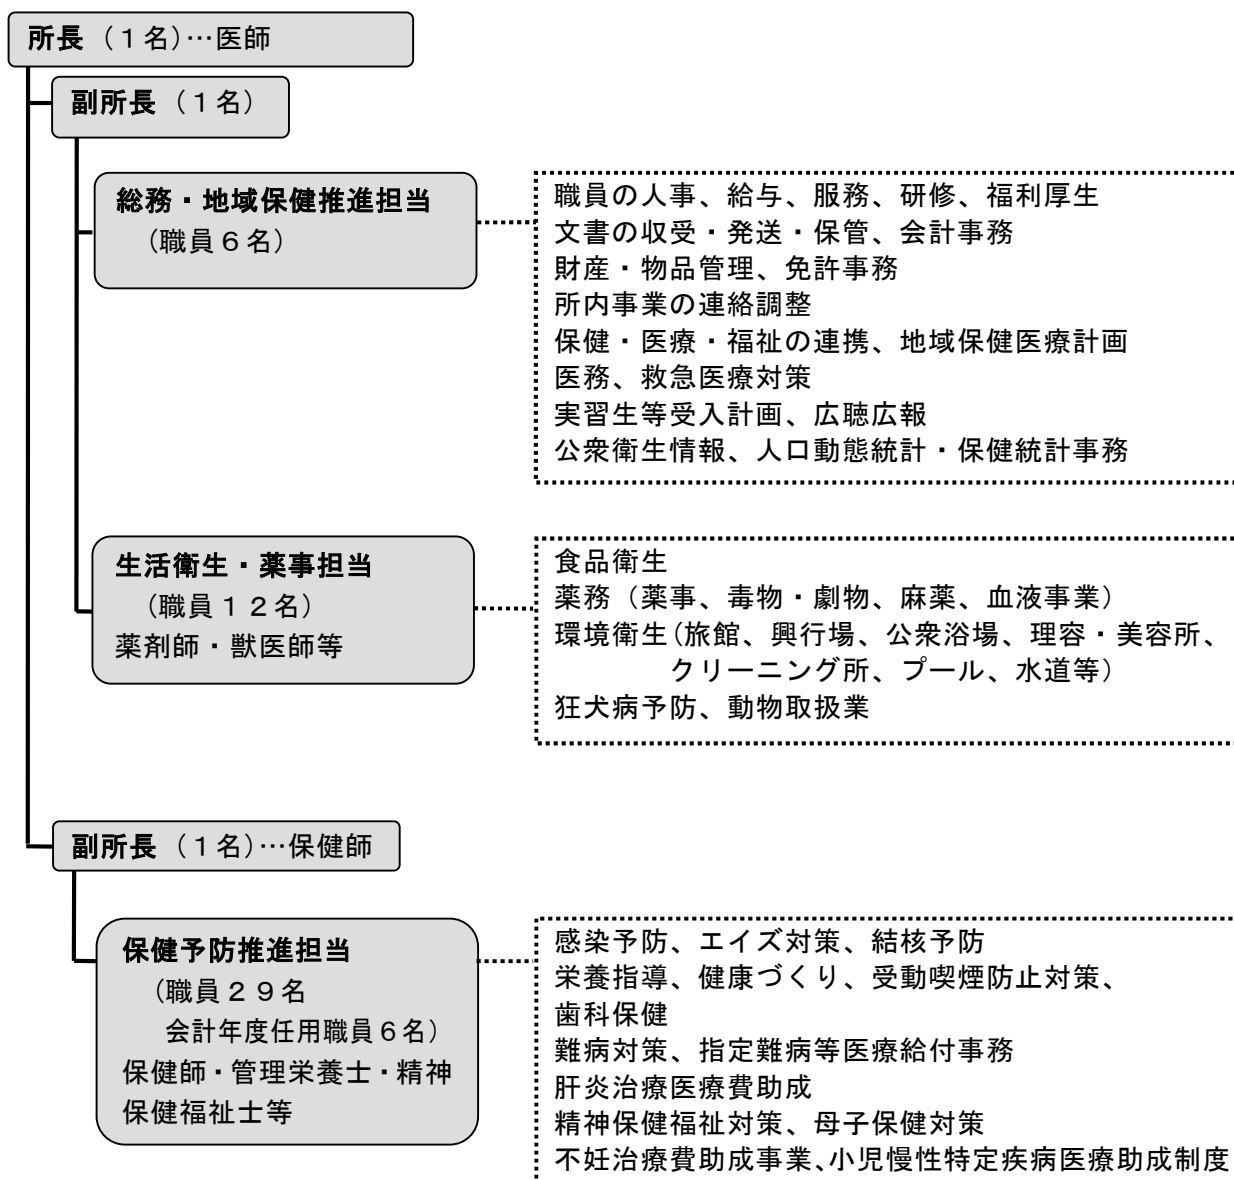 所長（１名）…医師
副所長（１名）
総務・地域保健推進担当
（職員６名）
職員の人事、給与、服務、研修、福利厚生
文書の収受・発送・保管、会計事務
財産・物品管理、免許事務
所内事業の連絡調整
保健・医療・福祉の連携、地域保健医療計画
医務、救急医療対策
実習生等受入計画、広聴広報
公衆衛生情報、人口動態統計・保健統計事務
生活衛生・薬事担当
（職員１２名）
薬剤師・獣医師等
食品衛生
薬務（薬事、毒物・劇物、麻薬、血液事業）
環境衛生（旅館、興行場、公衆浴場、理容・美容所、
クリーニング所、プール、水道等）
狂犬病予防、動物取扱業
副所長（１名）…保健師
保健予防推進担当
（職員２９名
会計年度任用職員６名）
保健師・管理栄養士・精神
保健福祉士等
感染予防、エイズ対策、結核予防
栄養指導、健康づくり、受動喫煙防止対策、
歯科保健
難病対策、指定難病等医療給付事務
肝炎治療医療費助成
精神保健福祉対策、母子保健対策
不妊治療費助成事業、小児慢性特定疾病医療助成制度